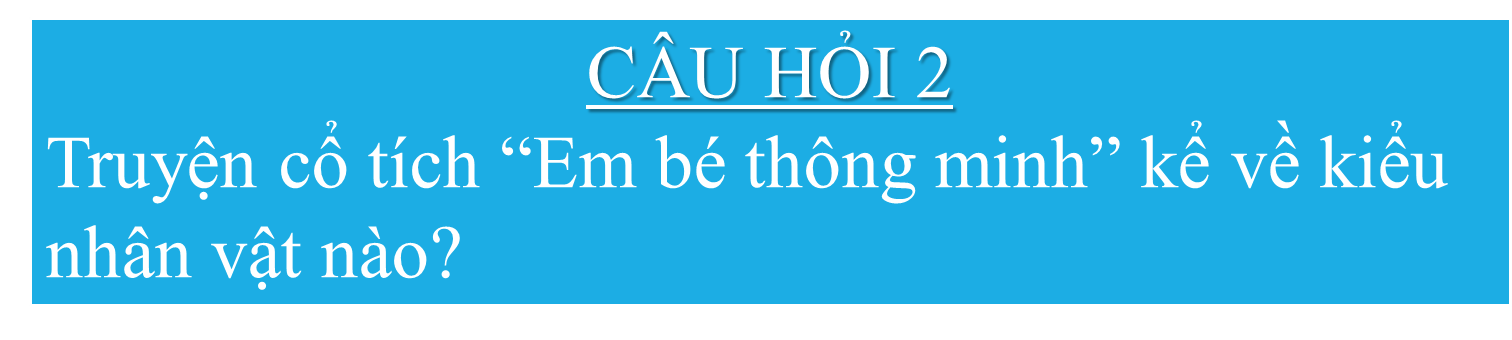 CÂU HỎI 2
Truyện cổ tích “Em bé thông minh” kể về kiểu
nhân vật nào?